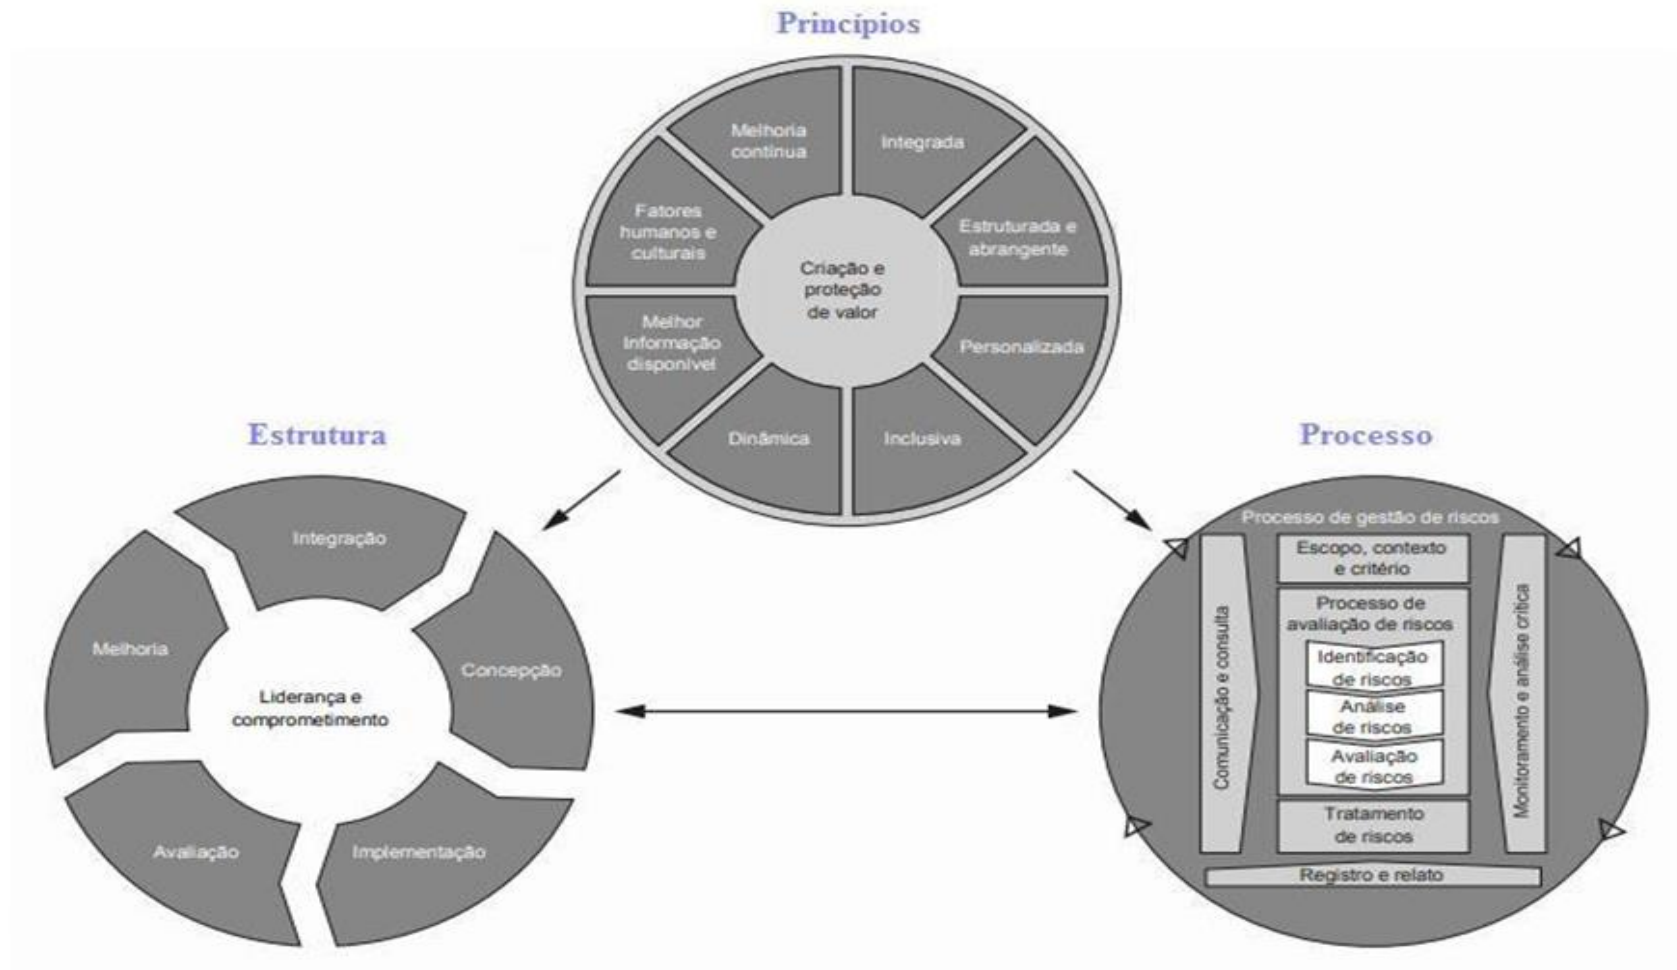 Princípios
Melhoria
contínua
Integrada
Fatores
humanos e
culturais
Estruturada e
abrangente
Criação e
proteção
de valor
Melhor
Informação
disponível
Personalizada
Dinâmica
Inclusiva
Estrutura
Integração
Melhoria
Concepção
Liderança e
comprometimento
Avaliação
Implementação
Processo
Processo de gestão de riscos
Escopo, contexto
e critério
Comunicação e consulta
Processo de
avaliação de riscos
Identificação
de riscos
Análise
de riscos
Avaliação
de riscos
Monitoramento e análise crítica
Tratamento
de riscos
Registro e relato